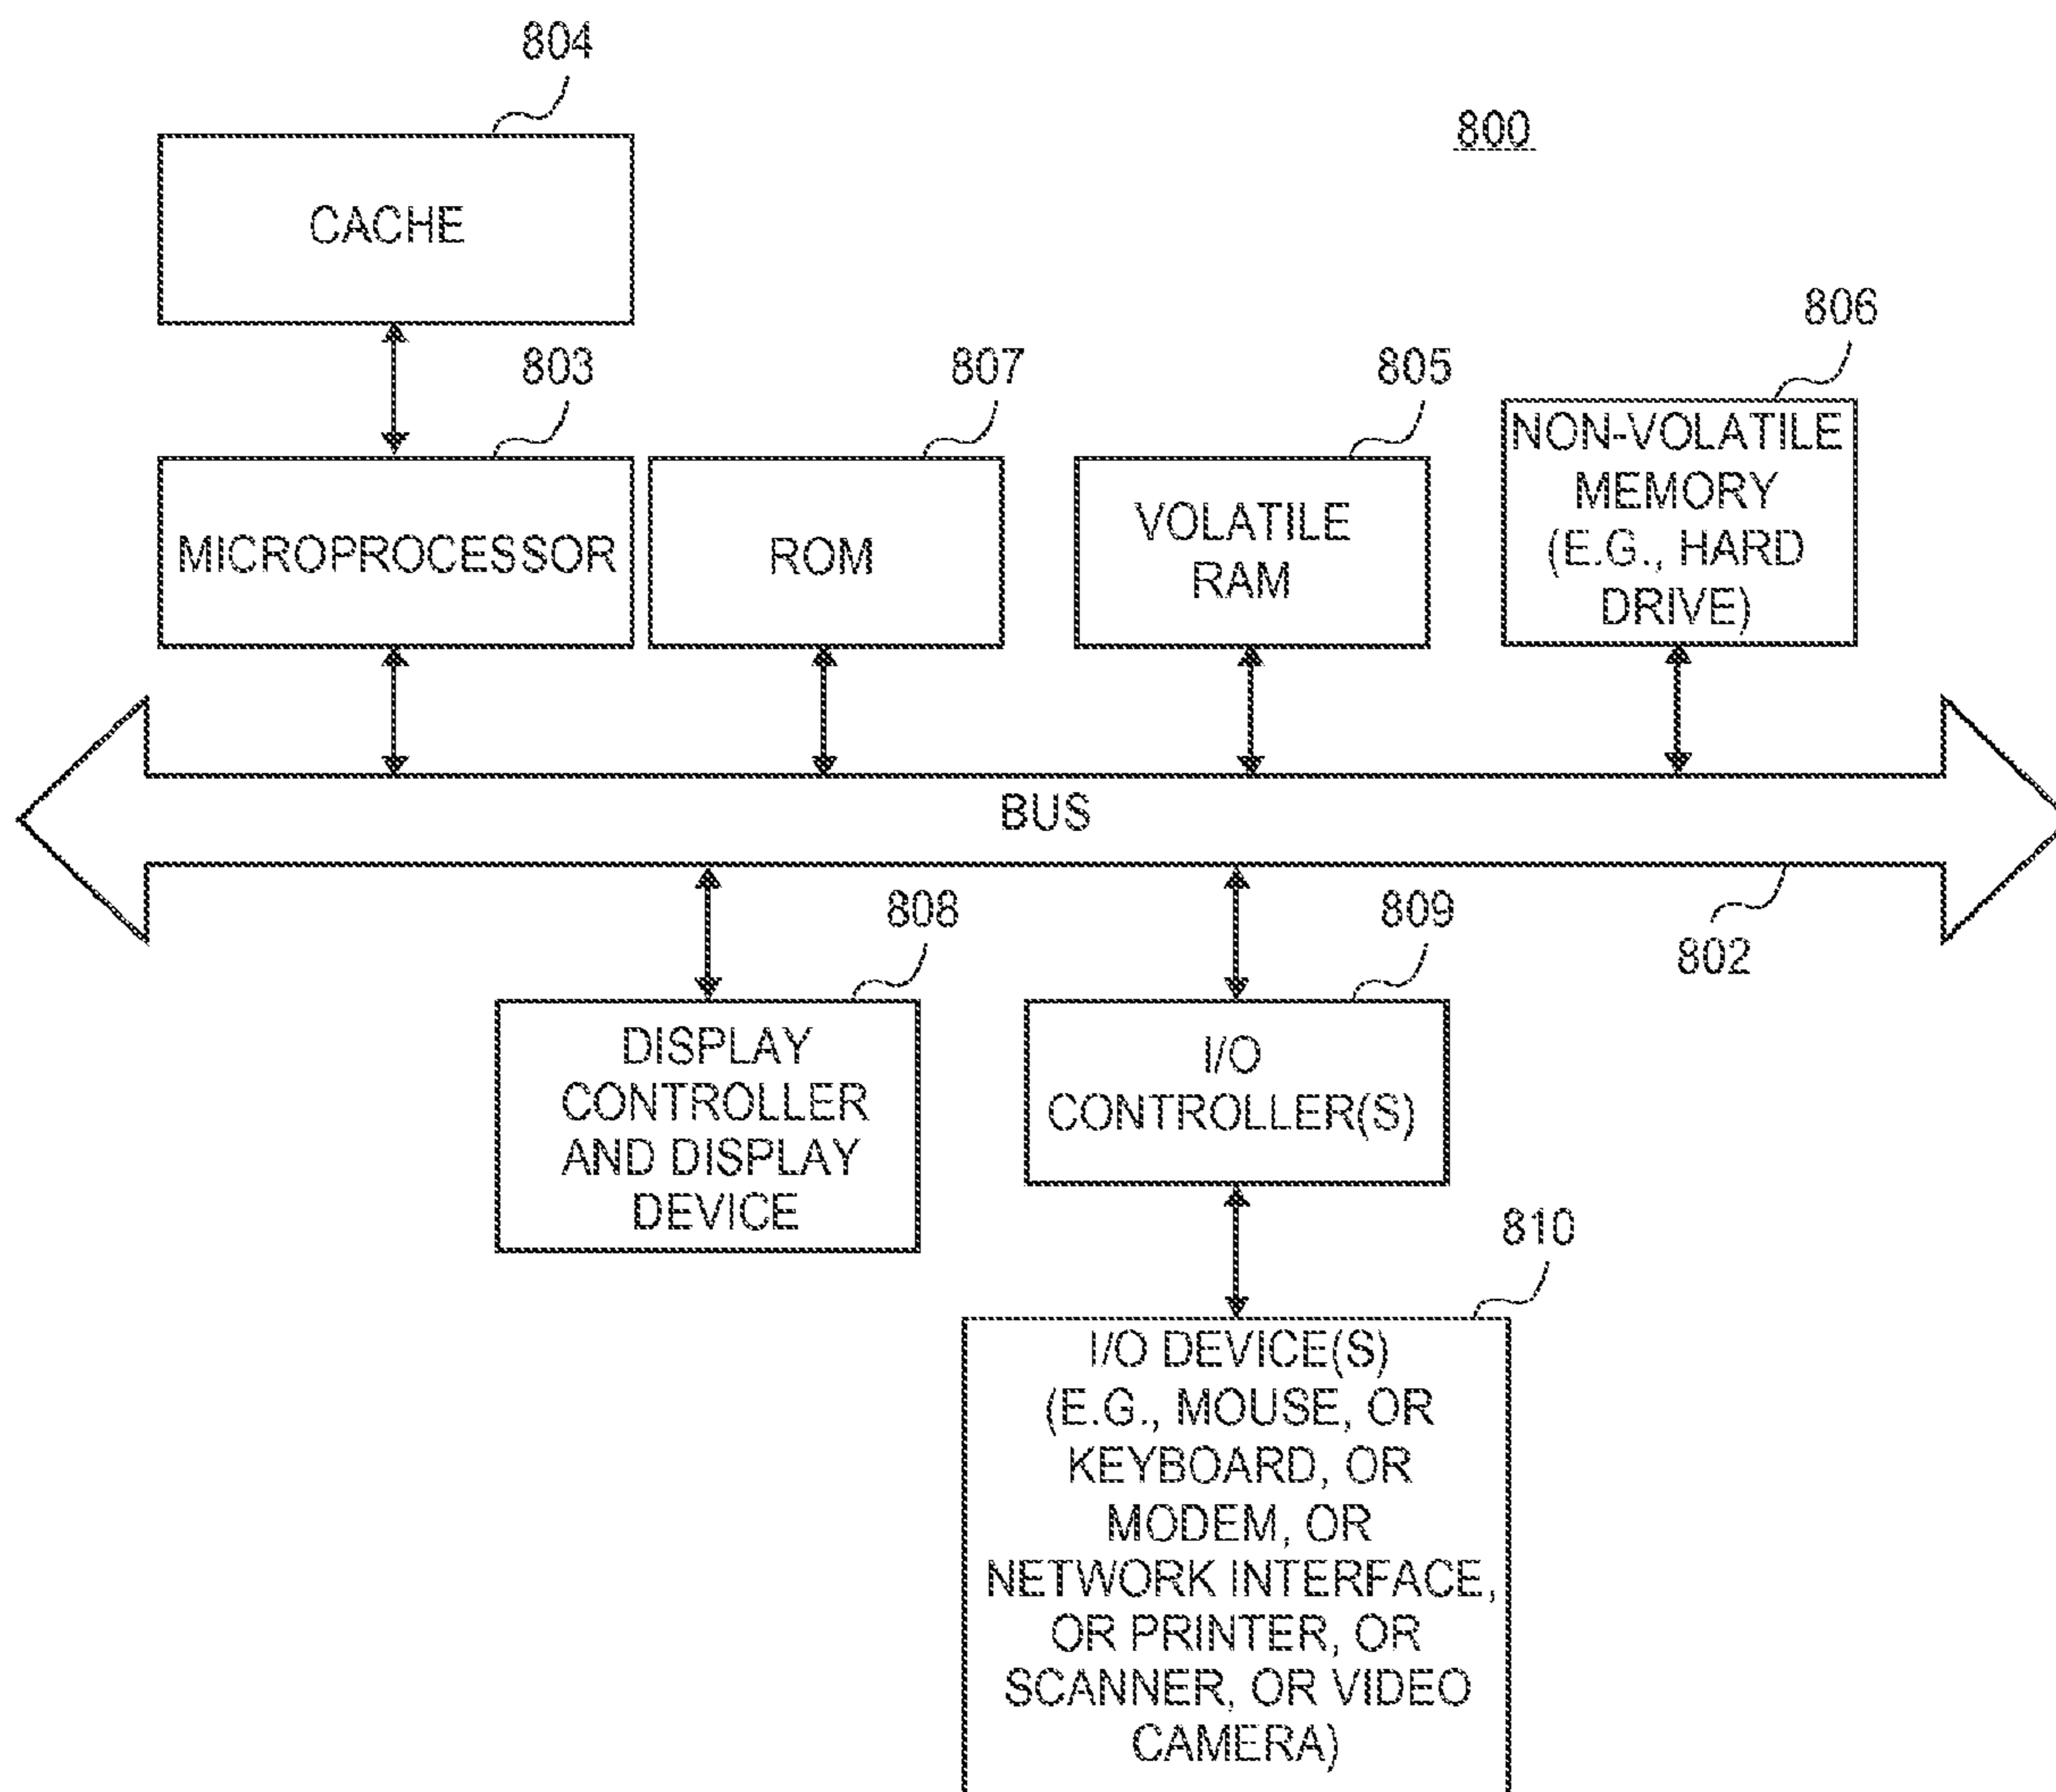 804
800
CACHE
806
803
807
805
NON-VOLATILE
MEMORY
(E.G., HARD
DRIVE)
MICROPROCESSOR
ROM
VOLATILE
RAM
BUS
808
809
802
DISPLAY
CONTROLLER
AND DISPLAY
DEVICE
I/O
CONTROLLER(S)
810
I/O DEVICE(S)
(E.G., MOUSE, OR
KEYBOARD, OR
MODEM, OR
NETWORK INTERFACE,
OR PRINTER, OR
SCANNER, OR VIDEO
CAMERA)